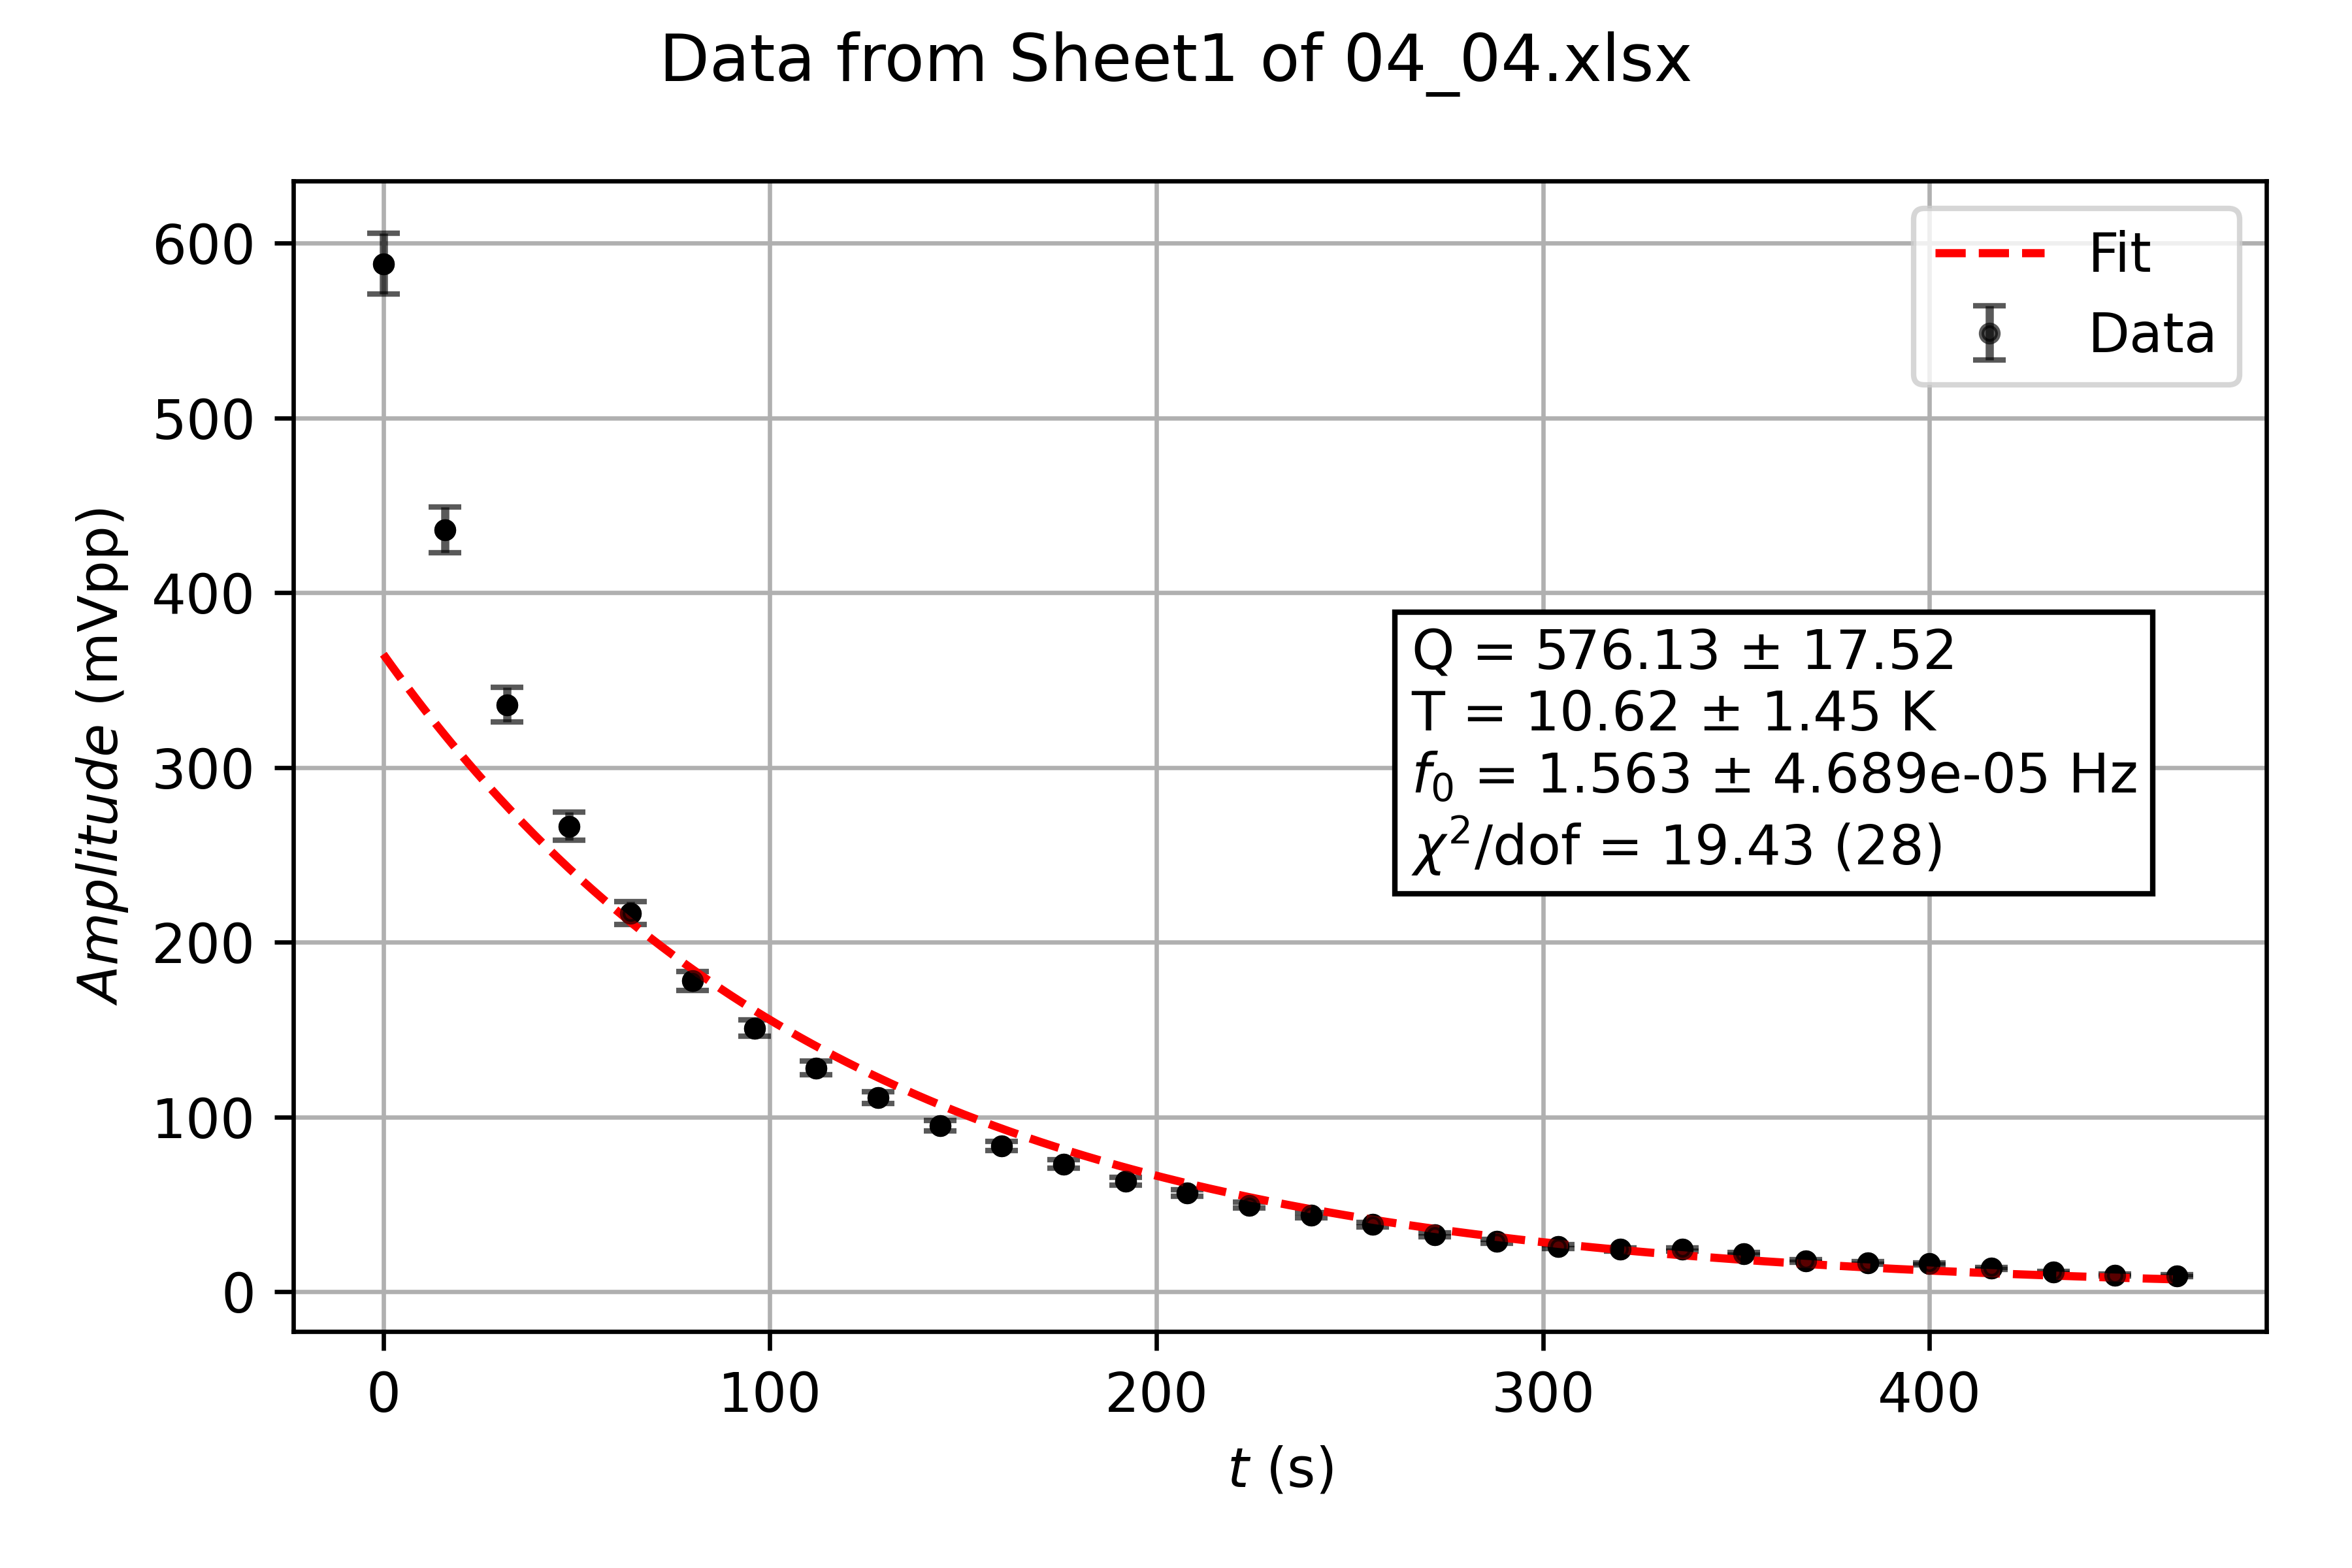 Data from Sheet1 of 04_04.xlsx
600
500
400
300
200
100
0
Amplitude (mVpp)
Fit
Data
Q = 576.13 ± 17.52
T = 10.62 ± 1.45 K
f₀ = 1.563 ± 4.689e-05 Hz
χ²/dof = 19.43 (28)
0 100 200 300 400
t (s)